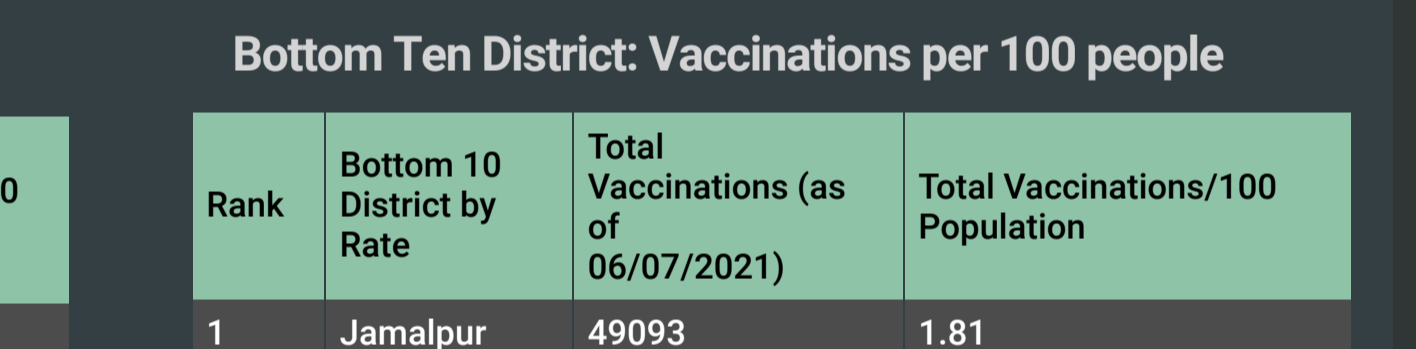 Bottom Ten District: Vaccinations per 100 people
0
Rank
Bottom 10
District by
Rate
Total
Vaccinations (as
of
06/07/2021)
Total Vaccinations/100
Population
1
Jamalpur
49093
1.81